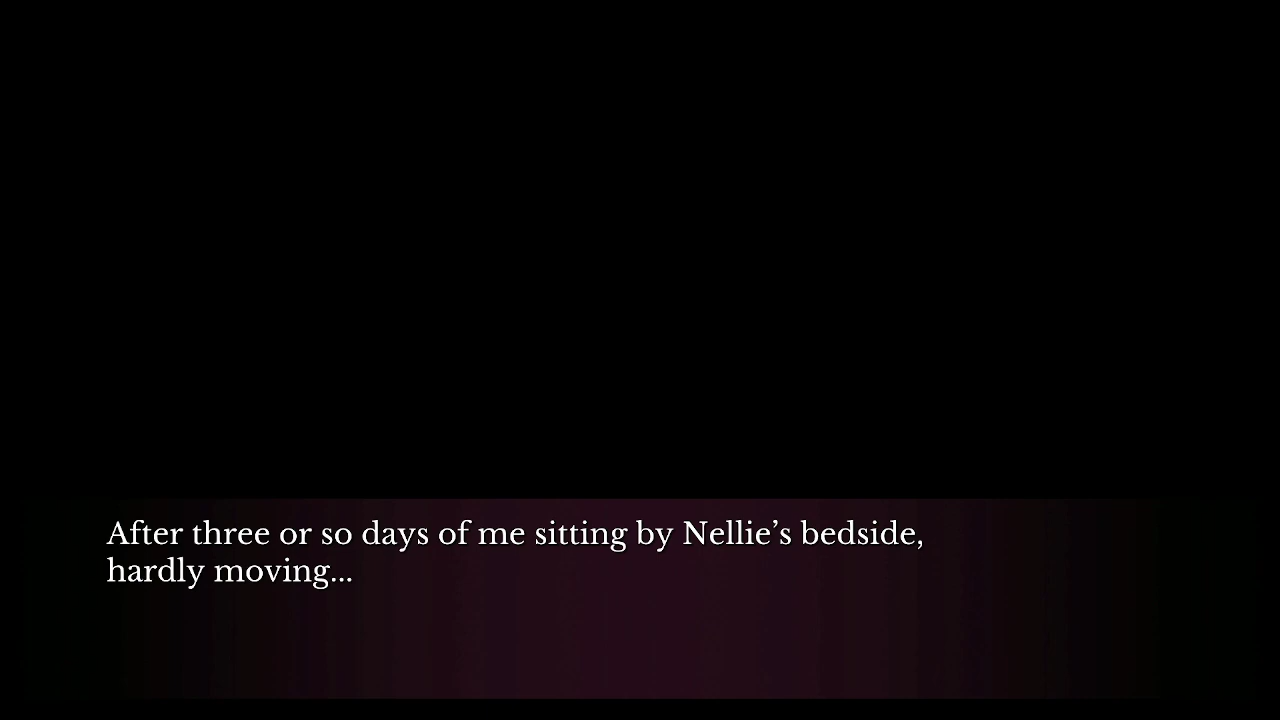 After three or so days of me sitting by Nellie’s bedside,
hardly moving...